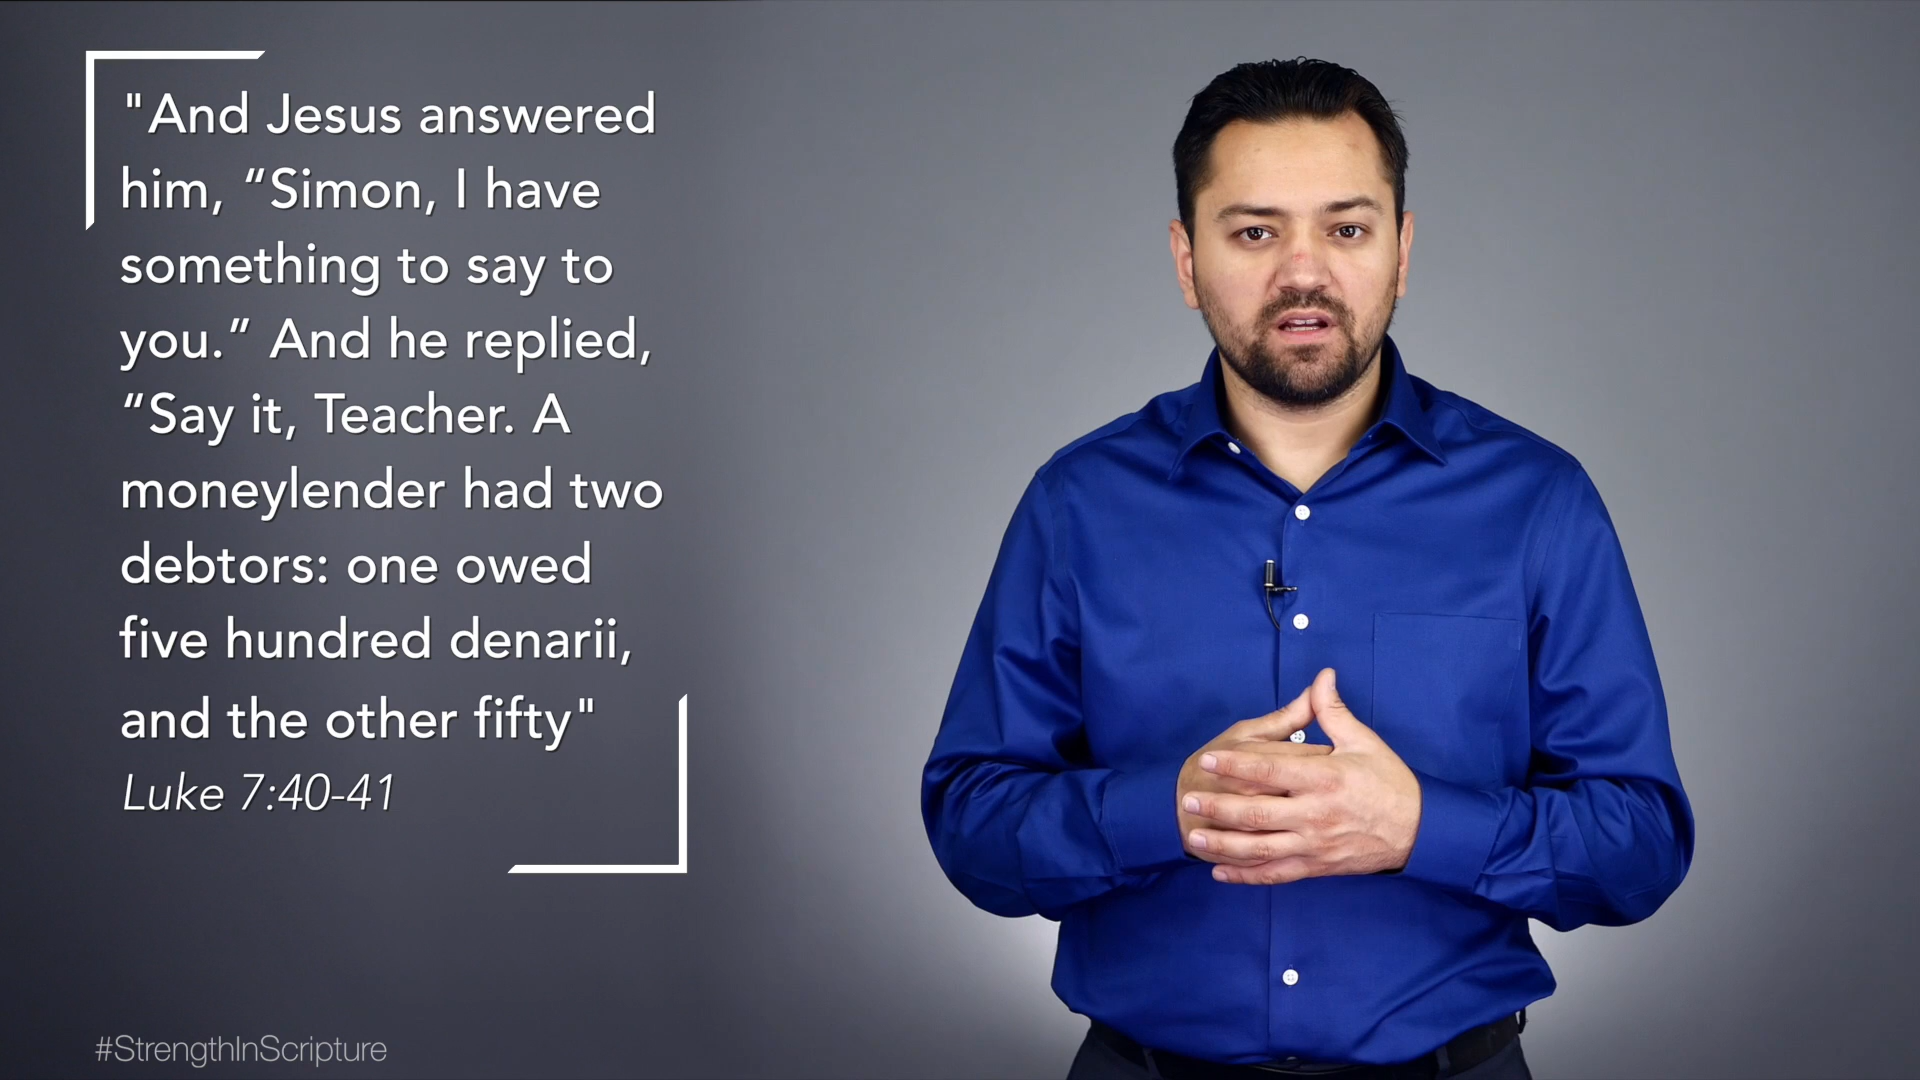 "And Jesus answered
him, “Simon, I have
something to say to
you.” And he replied,
“Say it, Teacher. A
moneylender had two
debtors: one owed
five hundred denarii,
and the other fifty"
Luke 7:40-41
#StrengthInScripture